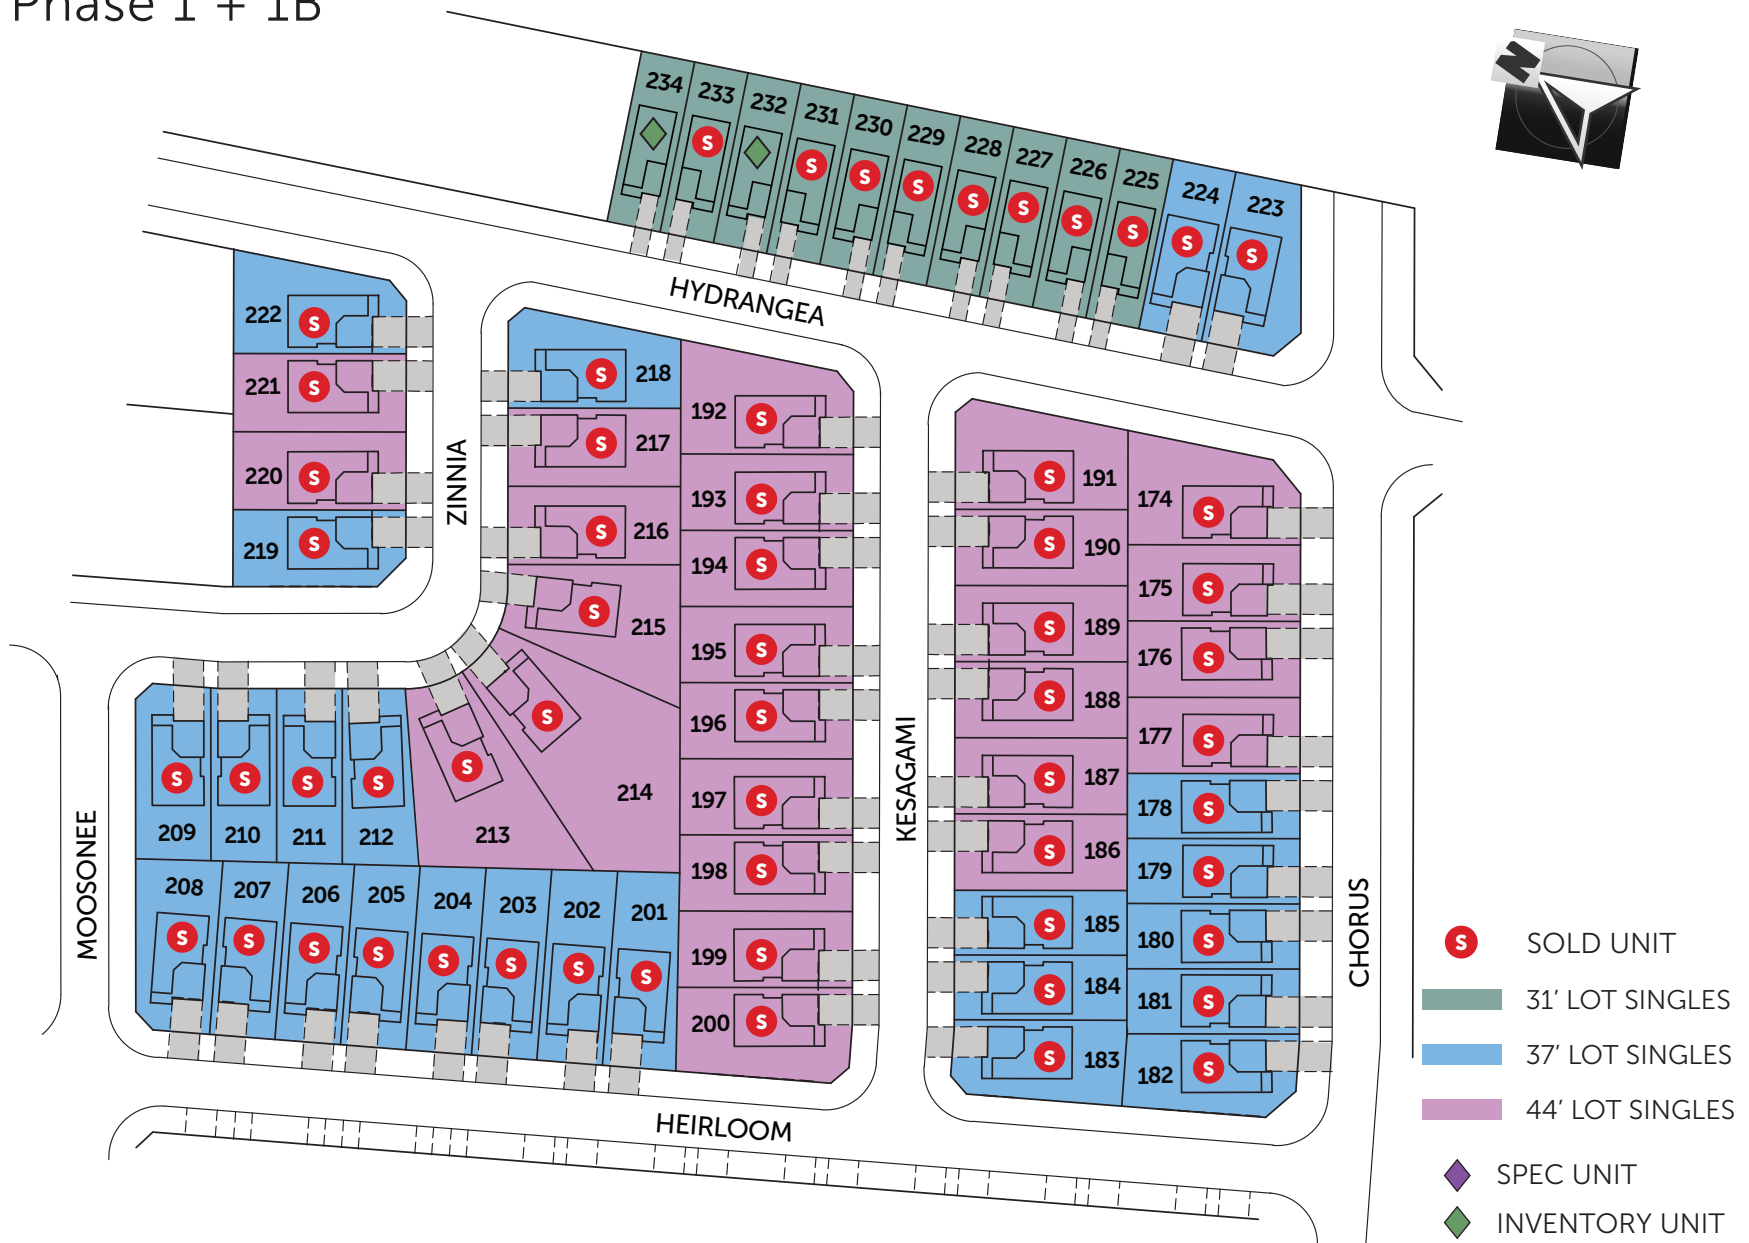 Phase 1 + 1B
N
234
233
232
231
230
229
228
227
226
225
224
223
S
S
S
S
S
S
S
S
S
S
HYDRANGEA
222 S
221 S
220 S
219 S
ZINNIA
S 218
S 217
S 216
S 215
S 214
S 213
192 S
193 S
194 S
195 S
196 S
197 S
198 S
199 S
200 S
KESAGAMI
S 191
S 190
S 189
S 188
S 187
S 186
S 185
S 184
S 183
174 S
175 S
176 S
177 S
178 S
179 S
180 S
181 S
182 S
CHORUS
MOOSONEE
S S S S
209 210 211 212
208 207 206 205 204 203 202 201
S S S S S S S S
HEIRLOOM
S SOLD UNIT
31' LOT SINGLES
37' LOT SINGLES
44' LOT SINGLES
SPEC UNIT
INVENTORY UNIT